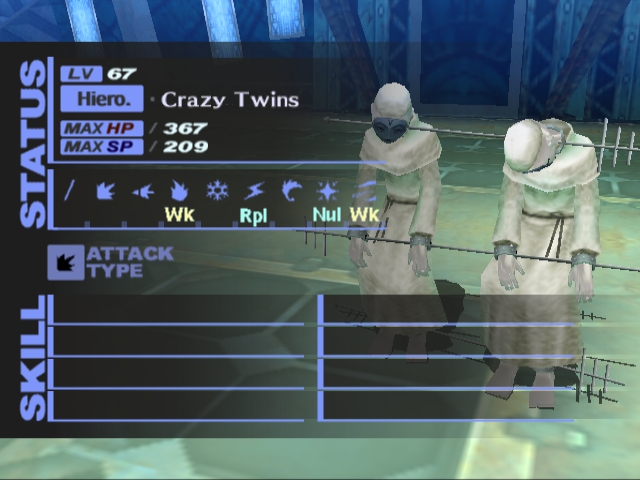 STATUS
LV 67
Hiero. · Crazy Twins
MAX HP / 367
MAX SP / 209
Wk Rpl Nul Wk
ATTACK
TYPE
SKILL